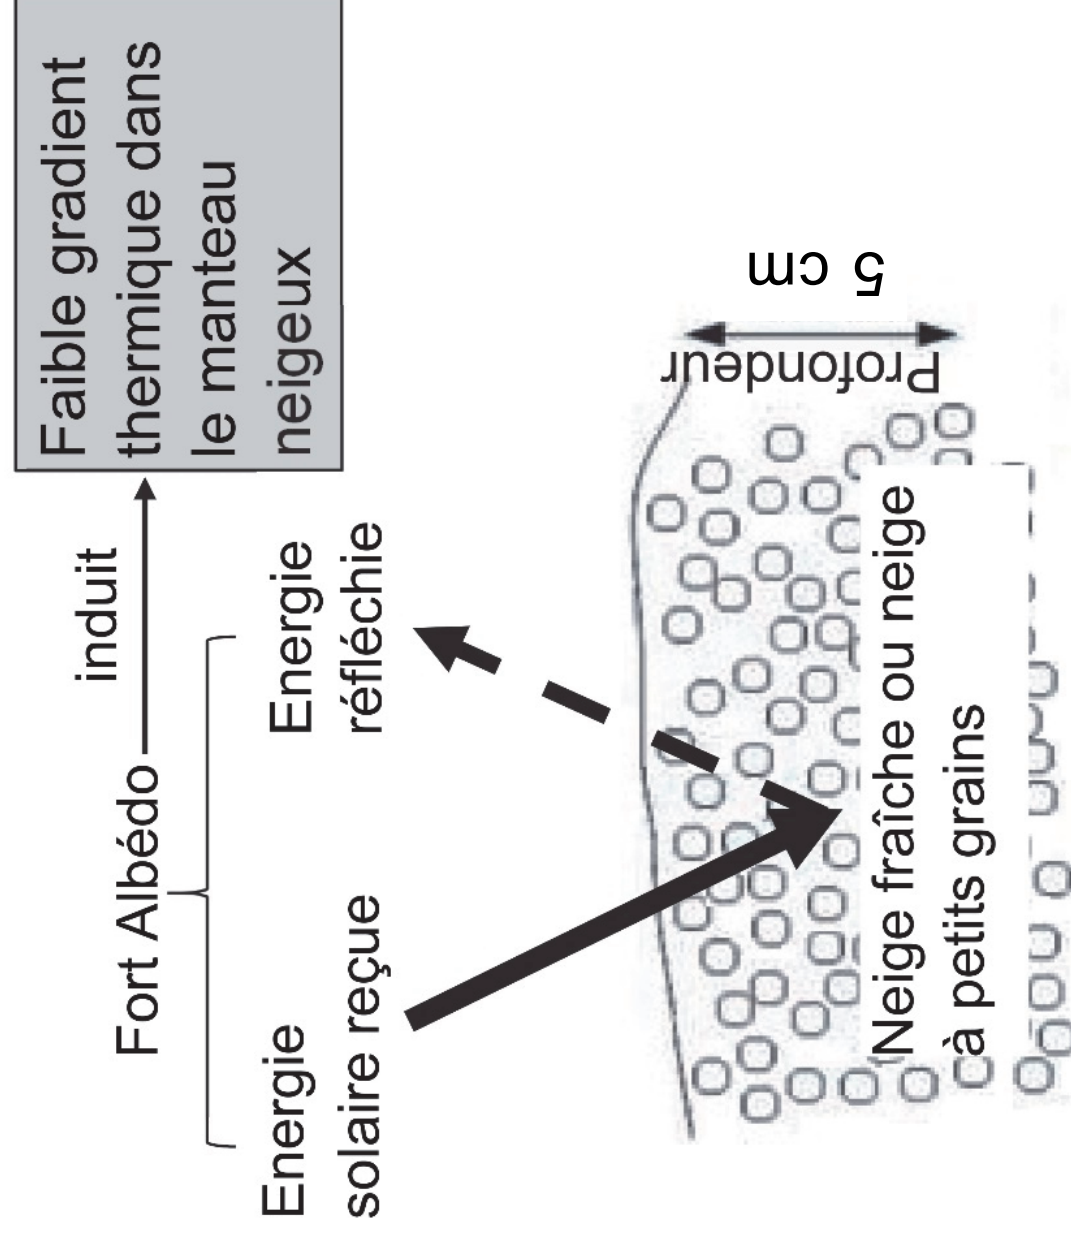 Faible gradient
thermique dans
le manteau
neigeux
induit
Fort Albédo
Energie
solaire reçue
Energie
réfléchie
Profondeur
5 cm
Neige fraîche ou neige
à petits grains